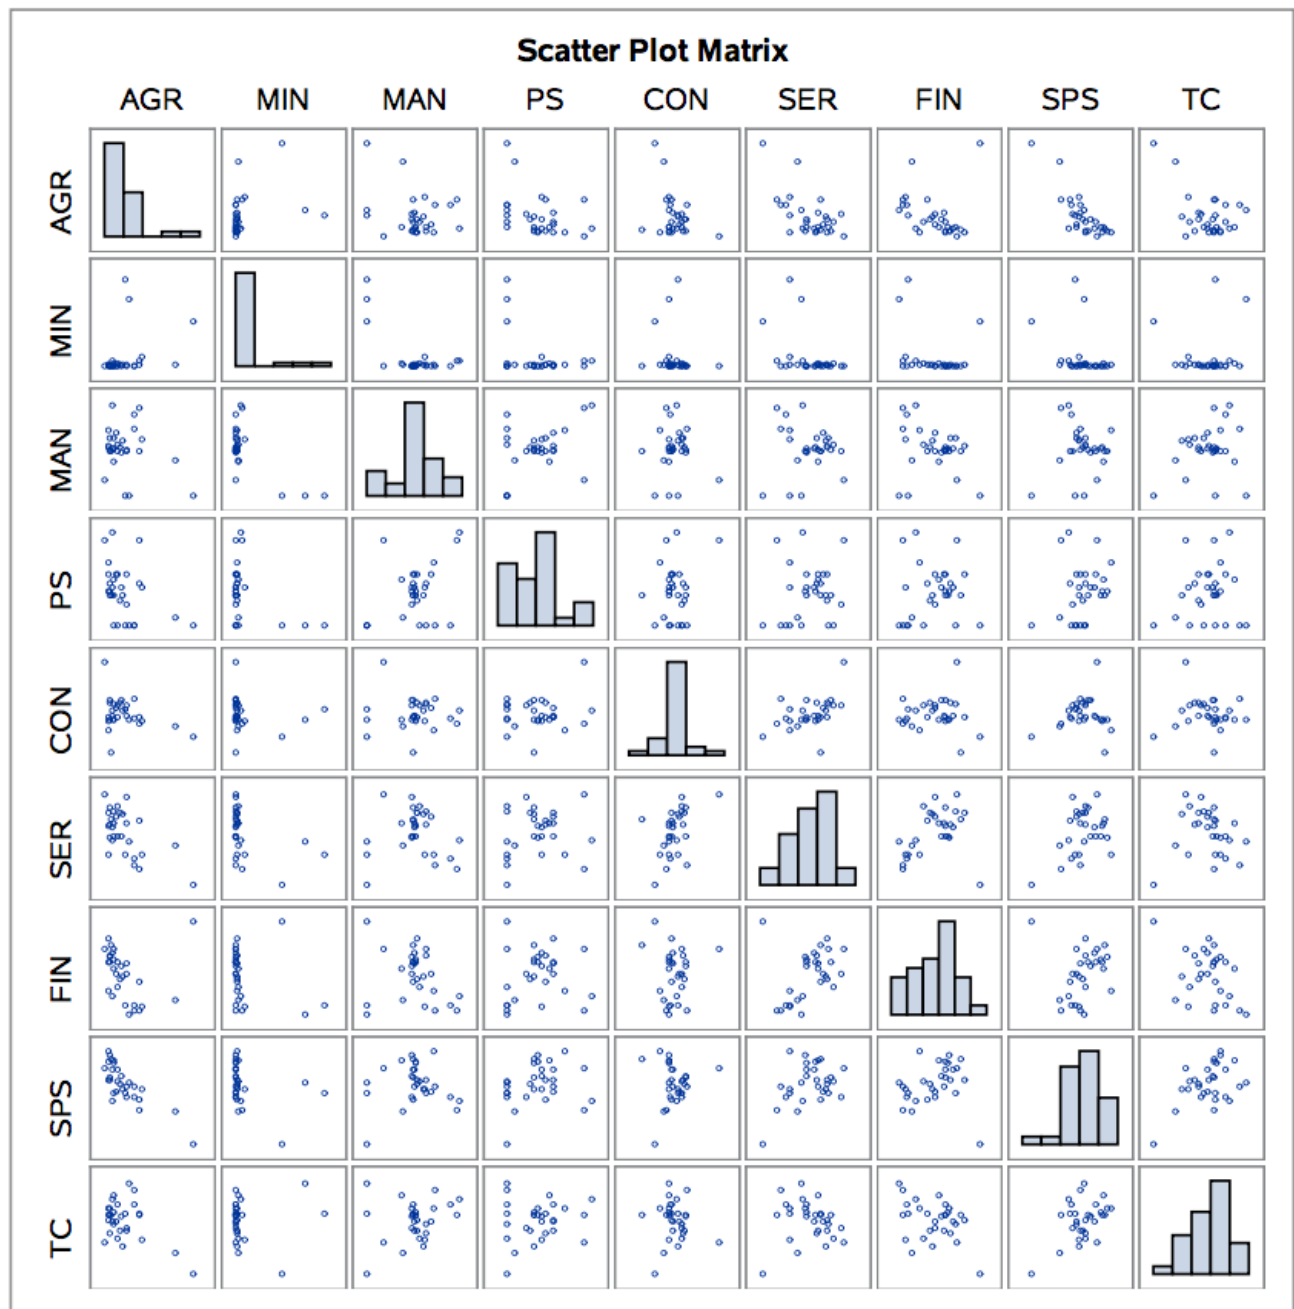 Scatter Plot Matrix
AGR MIN MAN PS CON SER FIN SPS TC
AGR
MIN
MAN
PS
CON
SER
FIN
SPS
TC